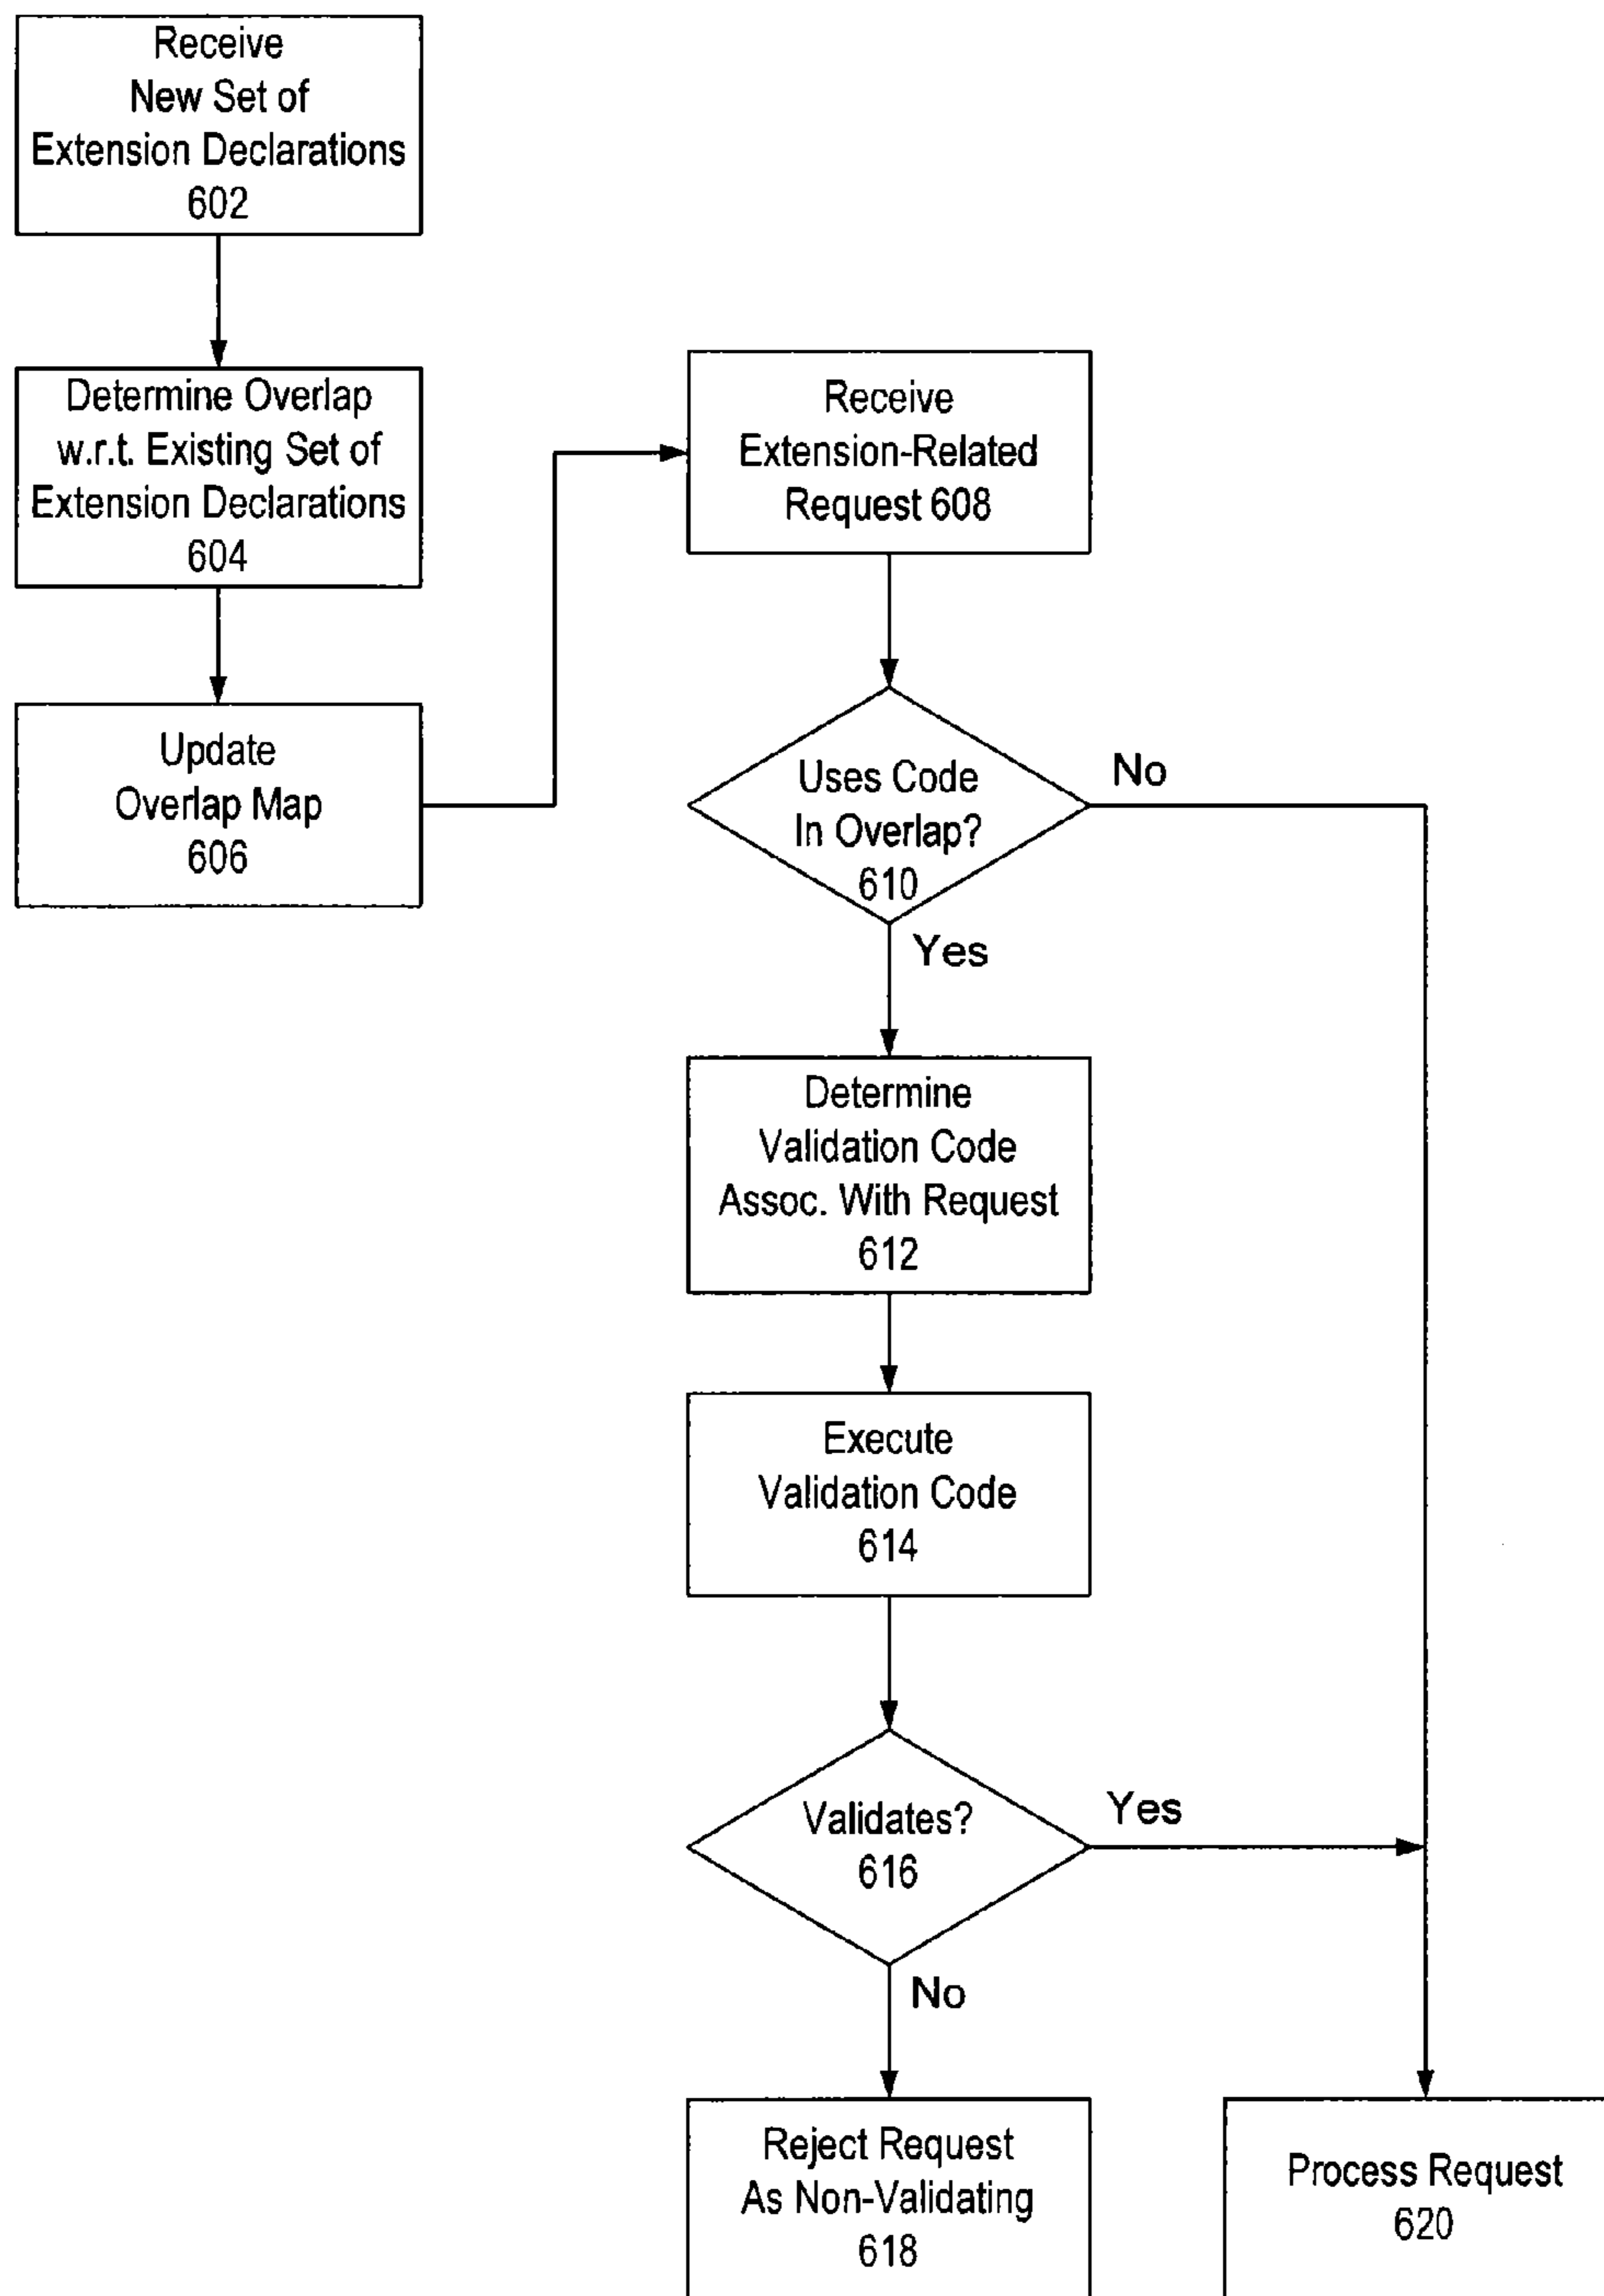 Receive
New Set of
Extension Declarations
602
Determine Overlap
w.r.t. Existing Set of
Extension Declarations
604
Update
Overlap Map
606
Receive
Extension-Related
Request 608
Uses Code
In Overlap?
610
No
Yes
Determine
Validation Code
Assoc. With Request
612
Execute
Validation Code
614
Validates?
616
Yes
No
Reject Request
As Non-Validating
618
Process Request
620